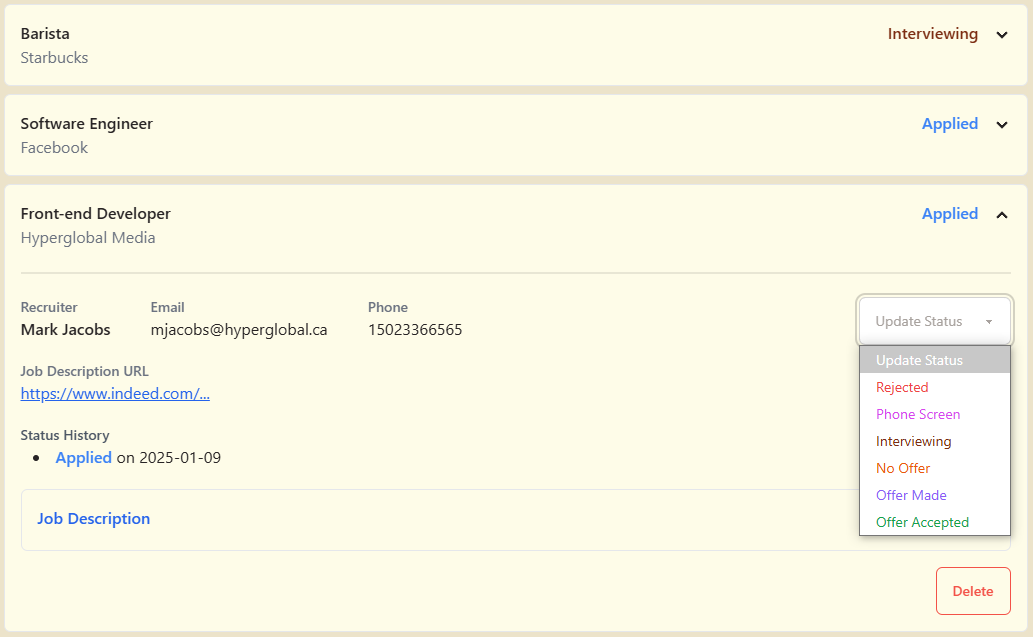 Barista
Interviewing
Starbucks
Software Engineer
Applied
Facebook
Front-end Developer
Applied
Hyperglobal Media
Recruiter Email Phone
Mark Jacobs mjacobs@hyperglobal.ca 15023366565
Update Status
Update Status
Rejected
Phone Screen
Interviewing
No Offer
Offer Made
Offer Accepted
Job Description URL
https://www.indeed.com/...
Status History
• Applied on 2025-01-09
Job Description
Delete